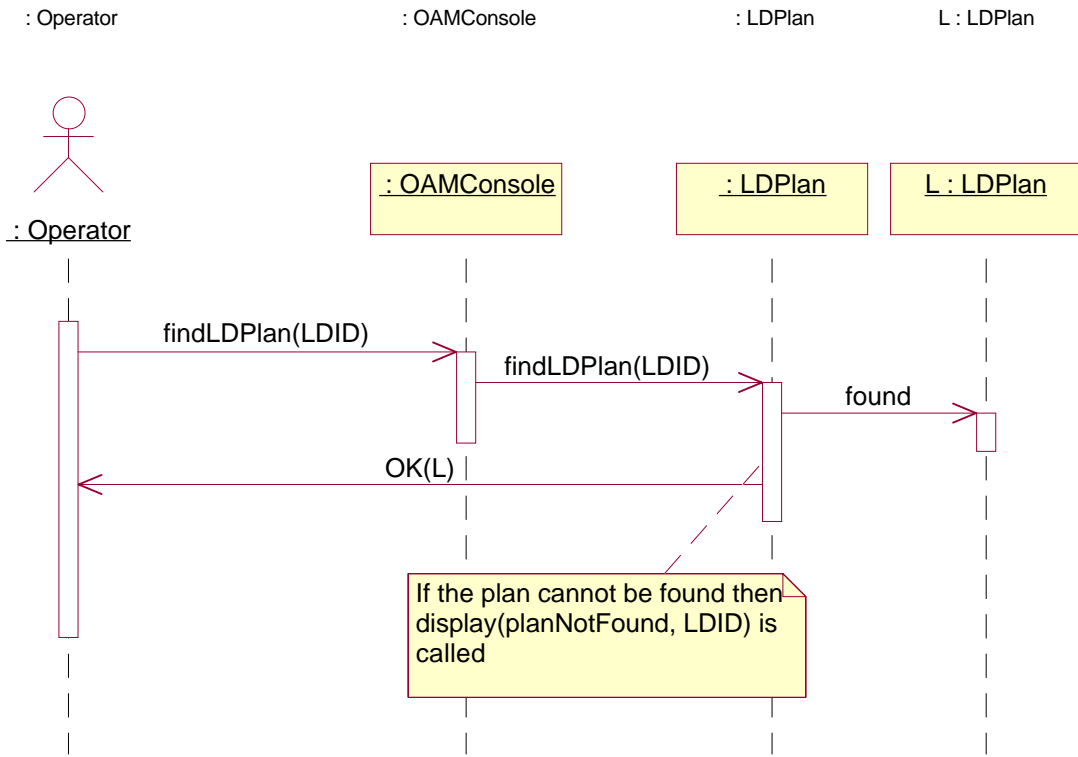 : Operator
: OAMConsole
: LDPlan
L : LDPlan
: OAMConsole
: LDPlan
L : LDPlan
: Operator
findLDPlan(LDID)
findLDPlan(LDID)
found
OK(L)
If the plan cannot be found then
display(planNotFound, LDID) is
called